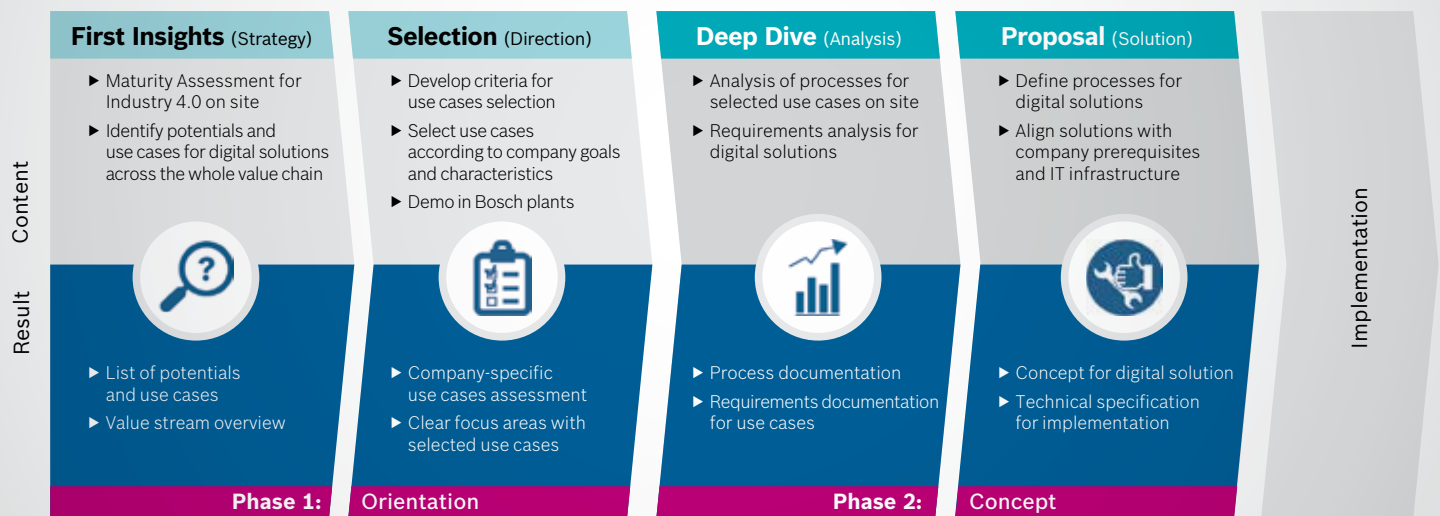 First Insights (Strategy)
▶ Maturity Assessment for
Industry 4.0 on site
▶ Identify potentials and
use cases for digital solutions
across the whole value chain
Selection (Direction)
▶ Develop criteria for
use cases selection
▶ Select use cases
according to company goals
and characteristics
▶ Demo in Bosch plants
Deep Dive (Analysis)
▶ Analysis of processes for
selected use cases on site
▶ Requirements analysis for
digital solutions
Proposal (Solution)
▶ Define processes for
digital solutions
▶ Align solutions with
company prerequisites
and IT infrastructure
Content
?
Result
▶ List of potentials
and use cases
▶ Value stream overview
▶ Company-specific
use cases assessment
▶ Clear focus areas with
selected use cases
▶ Process documentation
▶ Requirements documentation
for use cases
▶ Concept for digital solution
▶ Technical specification
for implementation
Implementation
Phase 1: Orientation
Phase 2: Concept